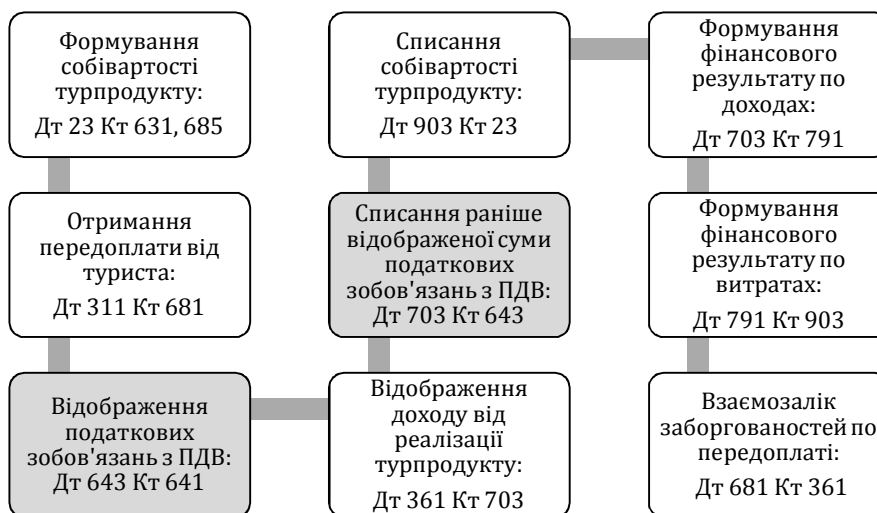 Формування
собівартості
турпродукту:
Дт 23 Кт 631, 685
Отримання
передоплати від
туриста:
Дт 311 Кт 681
Відображення
податкових
зобов'язань з ПДВ:
Дт 643 Кт 641
Відображення
доходу від
реалізації
турпродукту:
Дт 361 Кт 703
Списання раніше
відображеної суми
податкових
зобов'язань з ПДВ:
Дт 703 Кт 643
Списання
собівартості
турпродукту:
Дт 903 Кт 23
Формування
фінансового
результату по
доходах:
Дт 703 Кт 791
Формування
фінансового
результату по
витратах:
Дт 791 Кт 903
Взаємозалік
заборгованостей по
передоплаті:
Дт 681 Кт 361